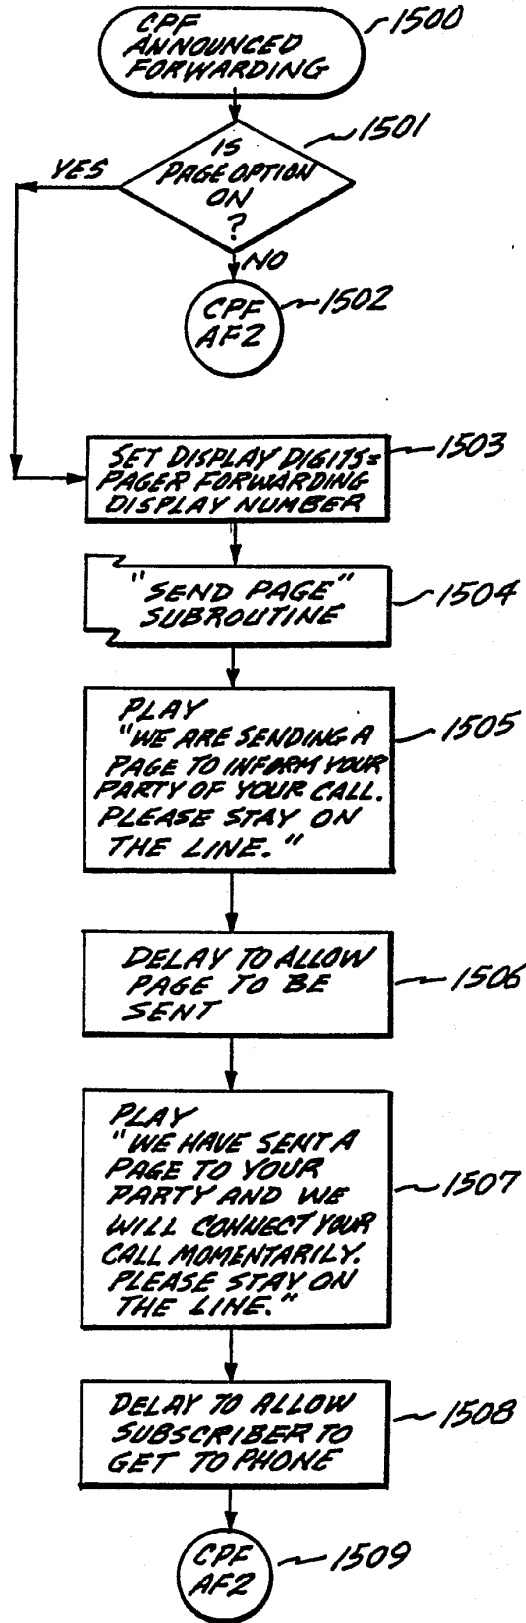 CPF
ANNOUNCED
FORWARDING
1500
IS
PAGE OPTION
ON
?
1501
YES
NO
CPF
AF2
1502
SET DISPLAY DIGITS=
PAGER FORWARDING
DISPLAY NUMBER
1503
"SEND PAGE"
SUBROUTINE
1504
PLAY
"WE ARE SENDING A
PAGE TO INFORM YOUR
PARTY OF YOUR CALL.
PLEASE STAY ON
THE LINE."
1505
DELAY TO ALLOW
PAGE TO BE
SENT
1506
PLAY
"WE HAVE SENT A
PAGE TO YOUR
PARTY AND WE
WILL CONNECT YOUR
CALL MOMENTARILY.
PLEASE STAY ON
THE LINE."
1507
DELAY TO ALLOW
SUBSCRIBER TO
GET TO PHONE
1508
CPF
AF2
1509